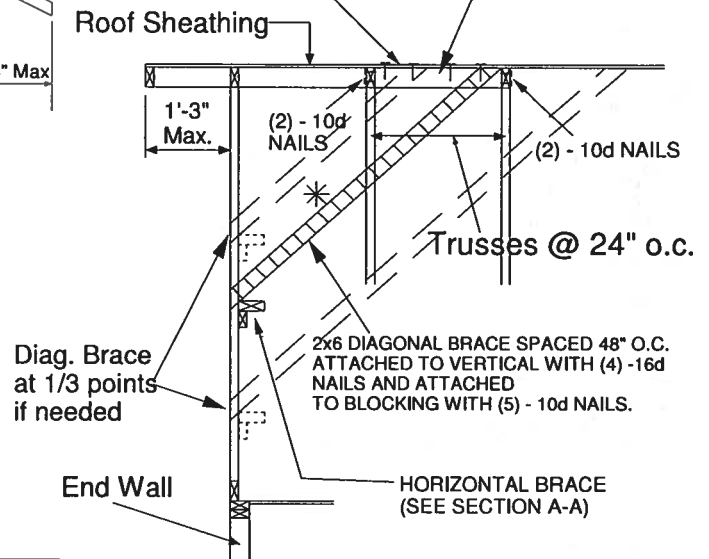 Roof Sheathing
" Max
1'-3"
Max.
(2) - 10d
NAILS
(2) - 10d NAILS
Trusses @ 24" o.c.
2x6 DIAGONAL BRACE SPACED 48" O.C.
ATTACHED TO VERTICAL WITH (4) -16d
NAILS AND ATTACHED
TO BLOCKING WITH (5) - 10d NAILS.
Diag. Brace
at 1/3 points
if needed
End Wall
HORIZONTAL BRACE
(SEE SECTION A-A)